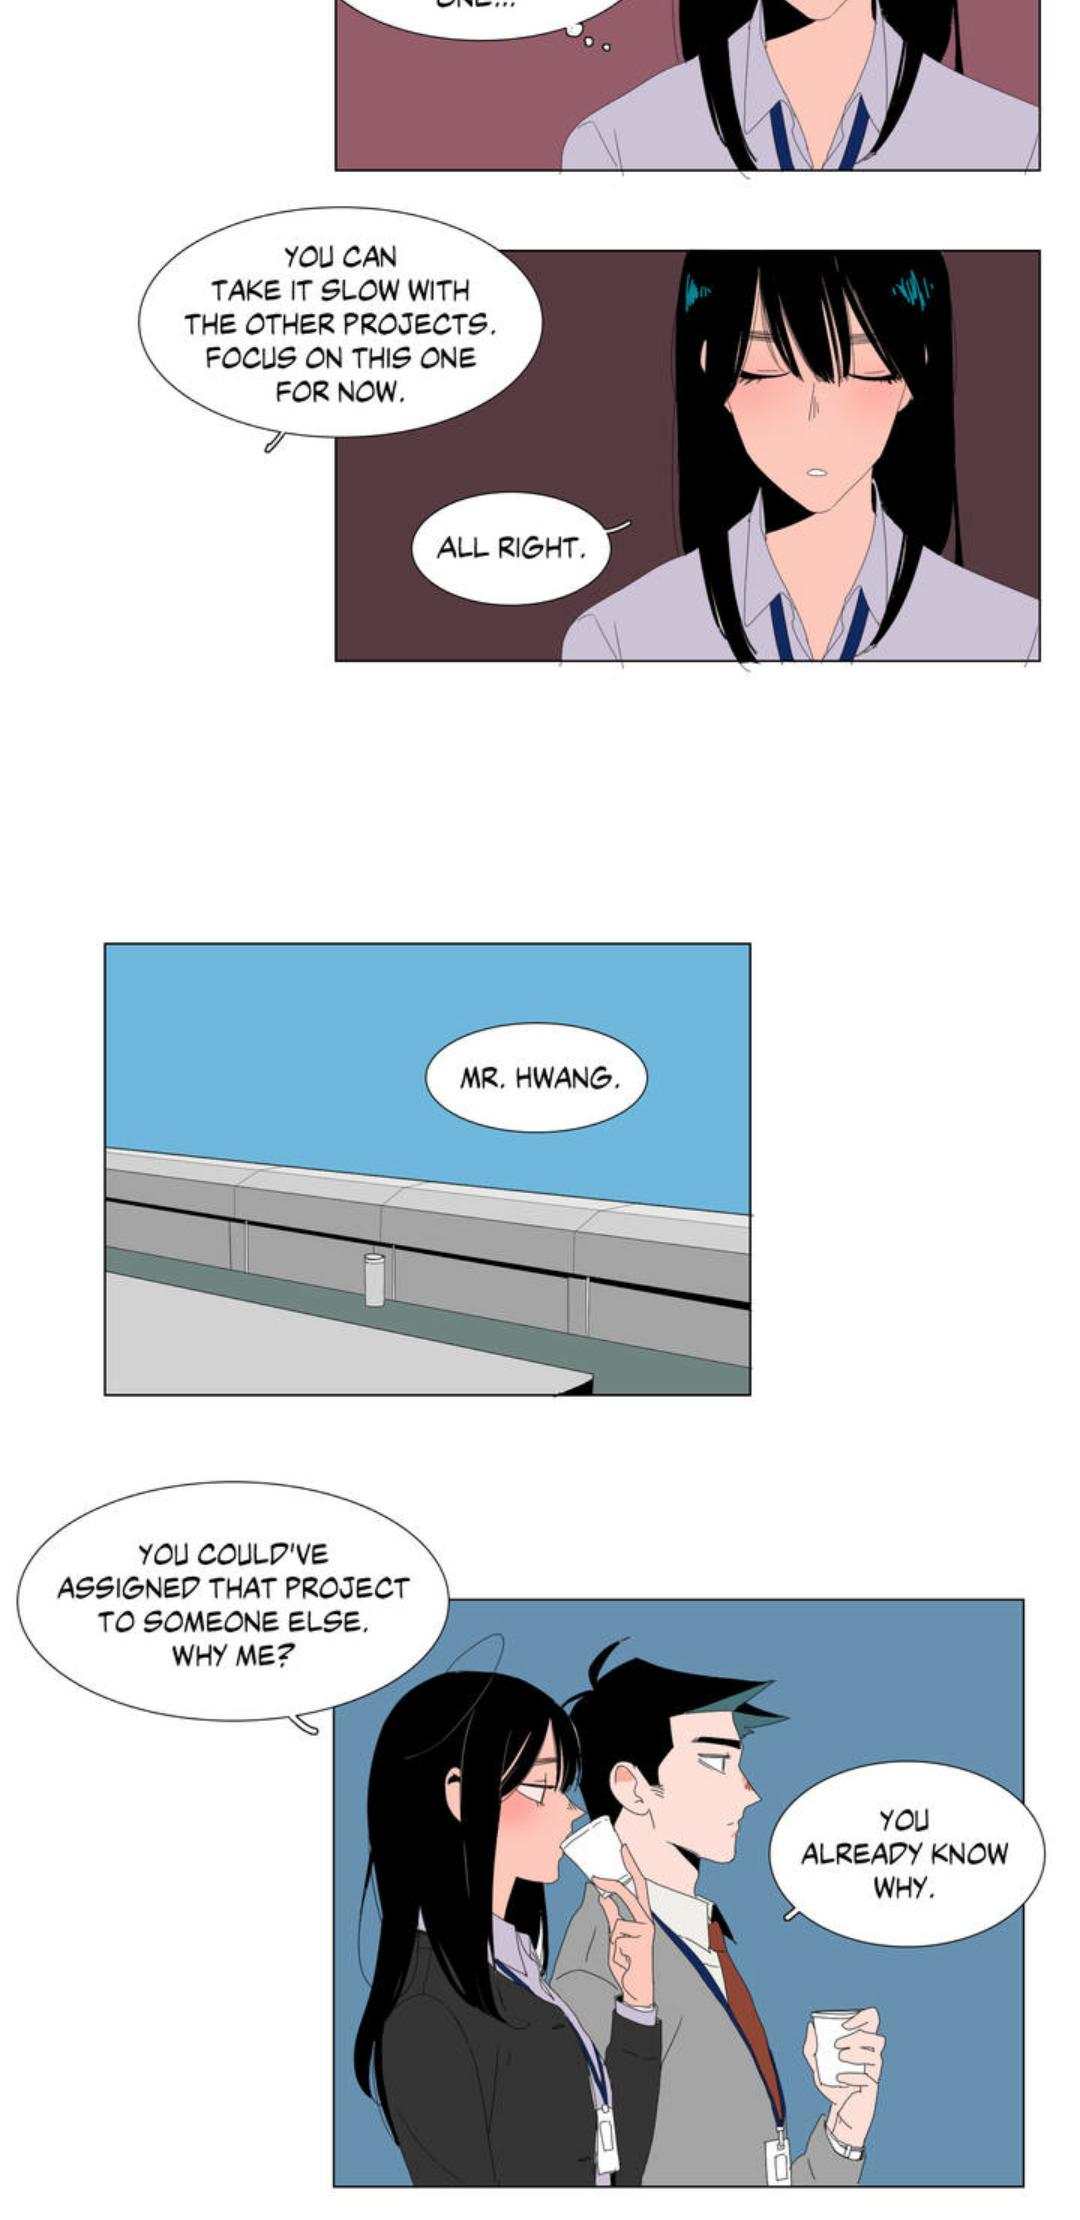 ONE...
YOU CAN
TAKE IT SLOW WITH
THE OTHER PROJECTS.
FOCUS ON THIS ONE
FOR NOW.
ALL RIGHT.
MR. HWANG.
YOU COULD'VE
ASSIGNED THAT PROJECT
TO SOMEONE ELSE.
WHY ME?
YOU
ALREADY KNOW
WHY.